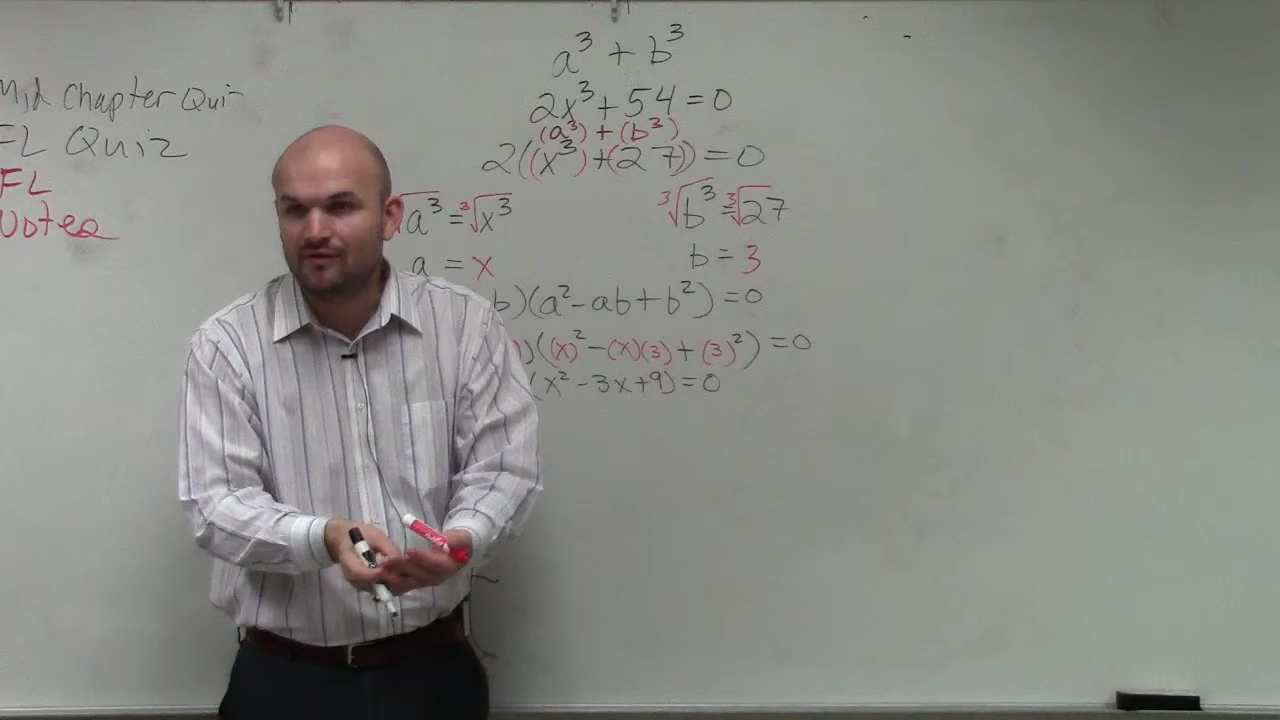 Mid Chapter Qui
FL Quiz
FL
Notes
a³ + b³
2x³ + 54 = 0
(a³) + (b³)
2((x³) + (27)) = 0
√a³ = ∛x³
∛b³ = ∛27
a = x
b = 3
b)(a² - ab + b²) = 0
)((x)² - (x)(3) + (3)²) = 0
(x² - 3x + 9) = 0